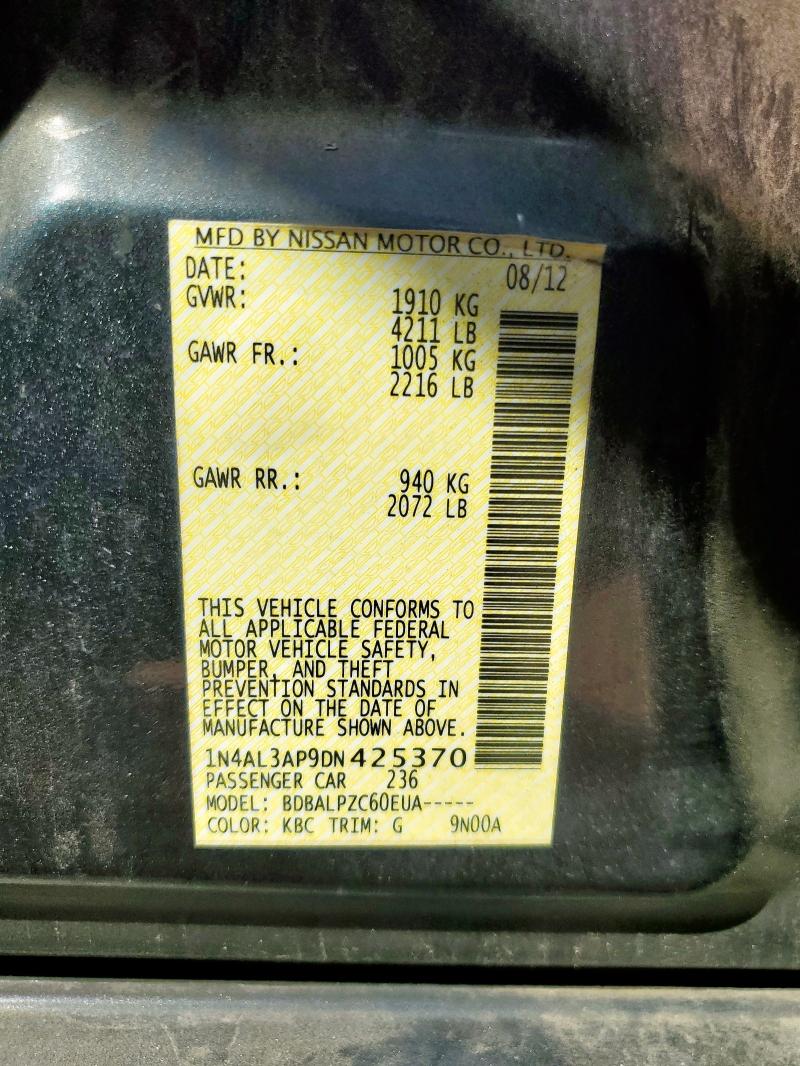 MFD BY NISSAN MOTOR CO., LTD.
DATE: 08/12
GVWR: 1910 KG
4211 LB
GAWR FR.: 1005 KG
2216 LB
GAWR RR.: 940 KG
2072 LB
THIS VEHICLE CONFORMS TO
ALL APPLICABLE FEDERAL
MOTOR VEHICLE SAFETY,
BUMPER, AND THEFT
PREVENTION STANDARDS IN
EFFECT ON THE DATE OF
MANUFACTURE SHOWN ABOVE.
1N4AL3AP9DN425370
PASSENGER CAR 236
MODEL: BDBALPZC60EUA-----
COLOR: KBC TRIM: G 9N00A